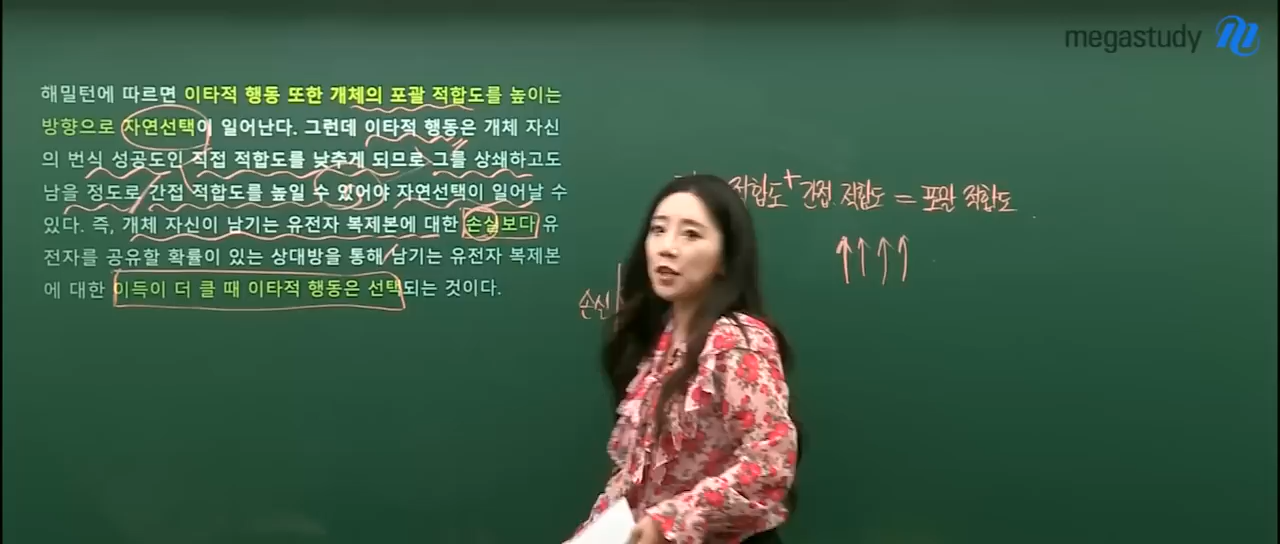 megastudy
해밀턴에 따르면 이타적 행동 또한 개체의 포괄 적합도를 높이는
방향으로 자연선택이 일어난다. 그런데 이타적 행동은 개체 자신
의 번식 성공도인 직접 적합도를 낮추게 되므로 그를 상쇄하고도
남을 정도로 간접 적합도를 높일 수 있어야 자연선택이 일어날 수
있다. 즉, 개체 자신이 남기는 유전자 복제본에 대한 손실보다 유
전자를 공유할 확률이 있는 상대방을 통해 남기는 유전자 복제본
에 대한 이득이 더 클 때 이타적 행동은 선택되는 것이다.
적합도 + 간접 적합도 = 포괄 적합도
손실